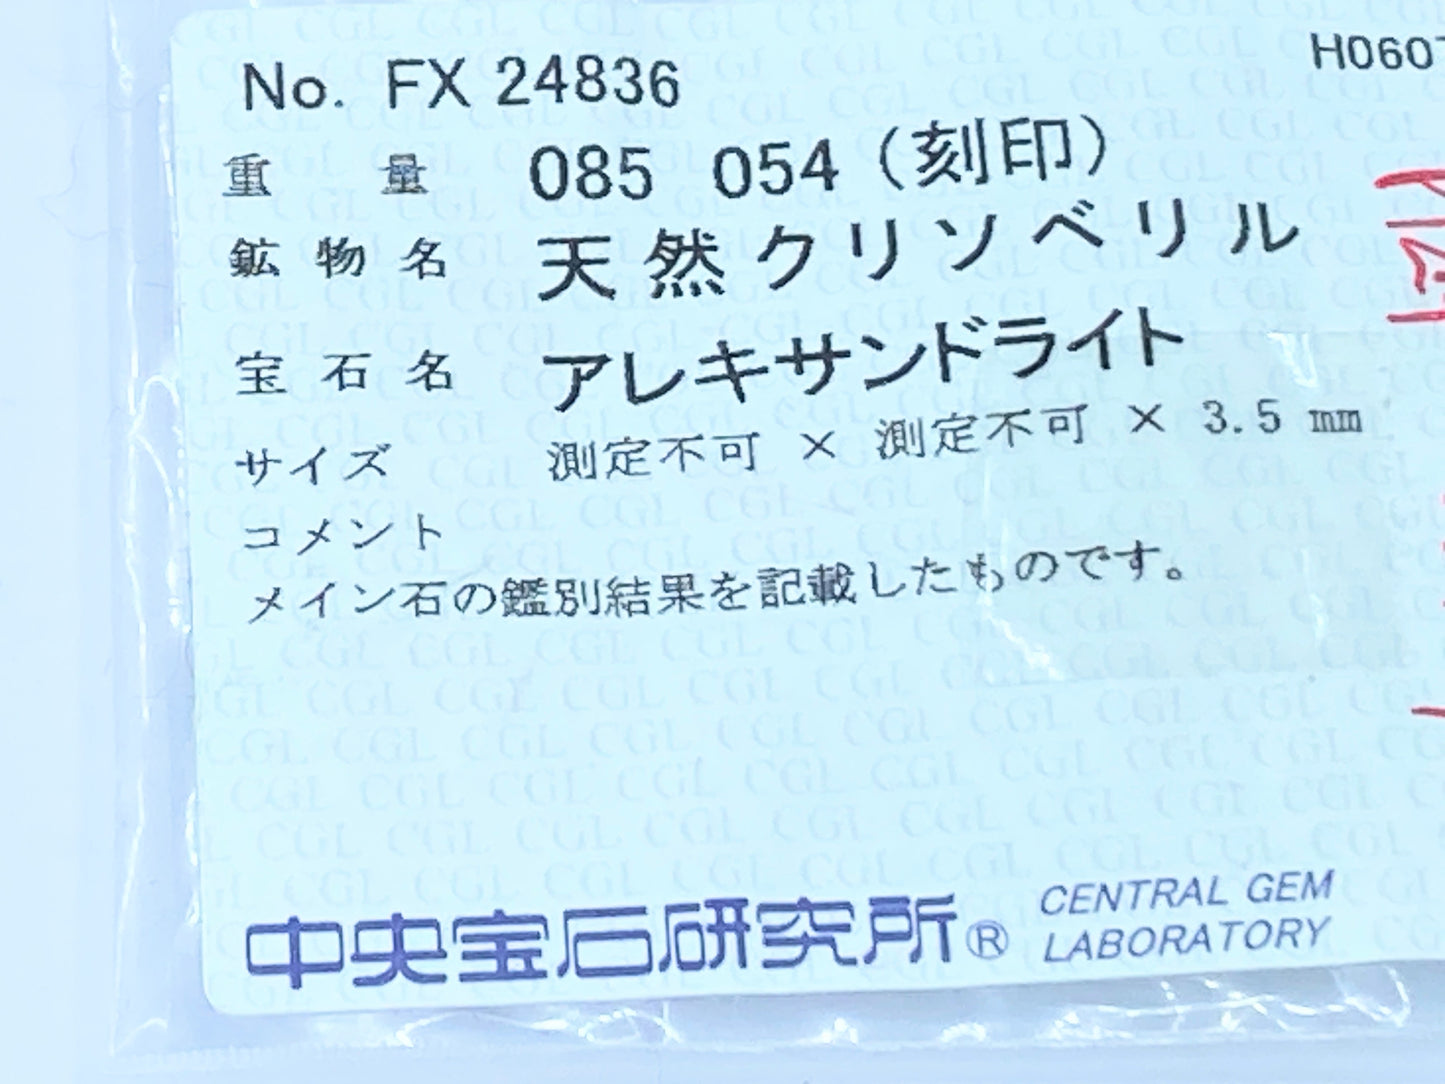 No. FX 24836
H060
重量 085 054 (刻印)
鉱物名 天然クリソベリル
宝石名 アレキサンドライト
サイズ 測定不可 × 測定不可 × 3.5 mm
コメント
メイン石の鑑別結果を記載したものです。
中央宝石研究所® CENTRAL GEM
LABORATORY